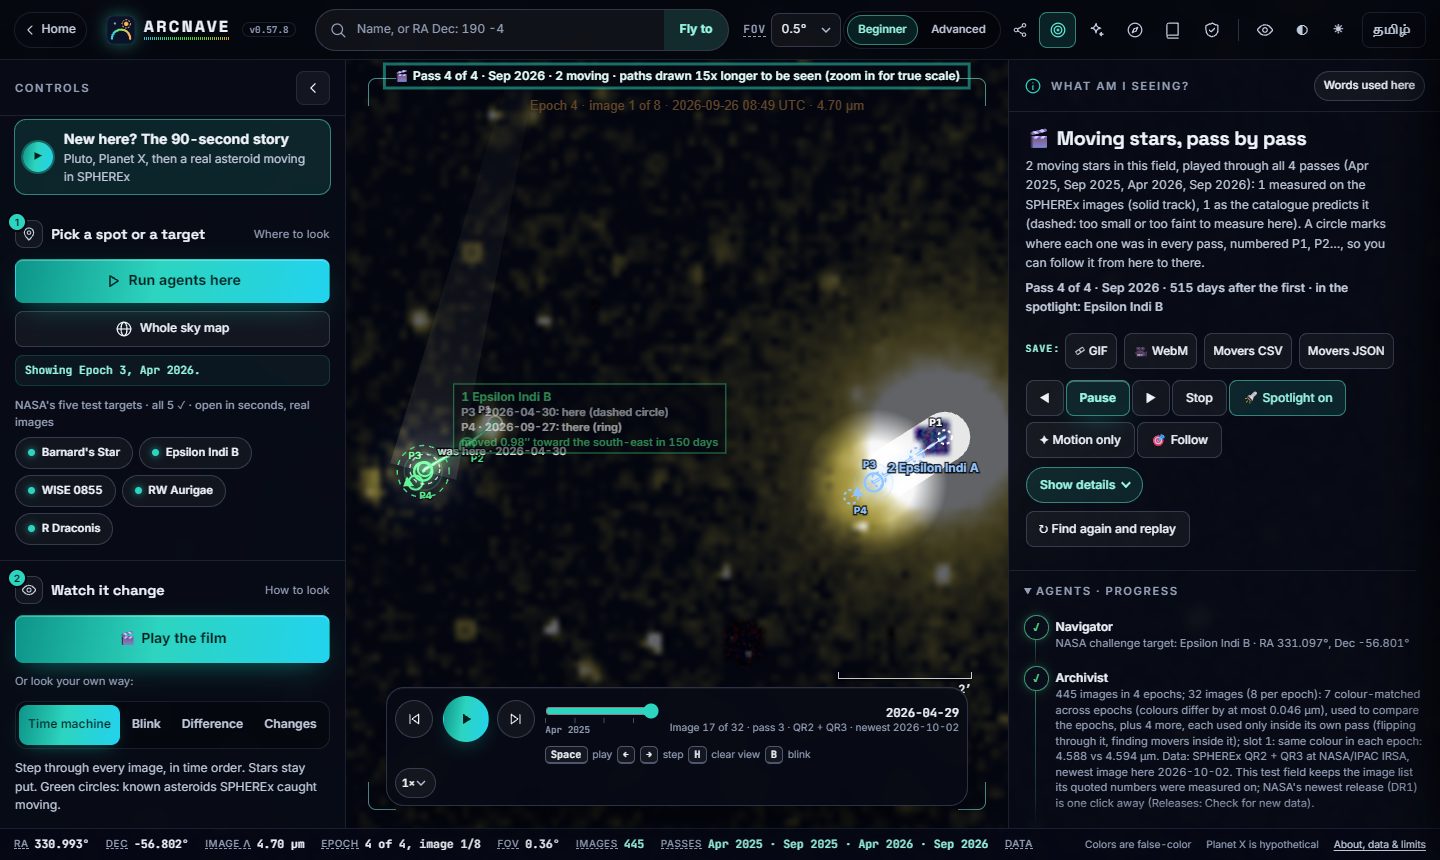 Home
ARCNAVE
v0.57.8
Name, or RA Dec: 190 -4
Fly to
FOV
0.5°
Beginner
Advanced
தமிழ்
CONTROLS
New here? The 90-second story
Pluto, Planet X, then a real asteroid moving
in SPHEREx
1
Pick a spot or a target
Where to look
Run agents here
Whole sky map
Showing Epoch 3, Apr 2026.
NASA's five test targets · all 5 ✓ · open in seconds, real
images
Barnard's Star
Epsilon Indi B
WISE 0855
RW Aurigae
R Draconis
2
Watch it change
How to look
Play the film
Or look your own way:
Time machine
Blink
Difference
Changes
Step through every image, in time order. Stars stay
put. Green circles: known asteroids SPHEREx caught
moving.
Pass 4 of 4 · Sep 2026 · 2 moving · paths drawn 15x longer to be seen (zoom in for true scale)
Epoch 4 · image 1 of 8 · 2026-09-26 08:49 UTC · 4.70 µm
1 Epsilon Indi B
P3 · 2026-04-30: here (dashed circle)
P4 · 2026-09-27: there (ring)
moved 0.98″ toward the south-east in 150 days
was here · 2026-04-30
P1
P2
P3
P4
P1
P3
2 Epsilon Indi A
P4
2′
Apr 2025
2026-04-29
Image 17 of 32 · pass 3 · QR2 + QR3 · newest 2026-10-02
Space play ← → step H clear view B blink
1×
WHAT AM I SEEING?
Words used here
Moving stars, pass by pass
2 moving stars in this field, played through all 4 passes (Apr
2025, Sep 2025, Apr 2026, Sep 2026): 1 measured on the
SPHEREx images (solid track), 1 as the catalogue predicts it
(dashed: too small or too faint to measure here). A circle marks
where each one was in every pass, numbered P1, P2..., so you
can follow it from here to there.
Pass 4 of 4 · Sep 2026 · 515 days after the first · in the
spotlight: Epsilon Indi B
SAVE:
GIF
WebM
Movers CSV
Movers JSON
Pause
Stop
Spotlight on
Motion only
Follow
Show details
↻ Find again and replay
AGENTS · PROGRESS
Navigator
NASA challenge target: Epsilon Indi B · RA 331.097°, Dec -56.801°
Archivist
445 images in 4 epochs; 32 images (8 per epoch): 7 colour-matched
across epochs (colours differ by at most 0.046 µm), used to compare
the epochs, plus 4 more, each used only inside its own pass (flipping
through it, finding movers inside it); slot 1: same colour in each epoch:
4.588 vs 4.594 µm. Data: SPHEREx QR2 + QR3 at NASA/IPAC IRSA,
newest image here 2026-10-02. This test field keeps the image list
its quoted numbers were measured on; NASA's newest release (DR1)
is one click away (Releases: Check for new data).
RA 330.993° DEC -56.802° IMAGE Λ 4.70 µm EPOCH 4 of 4, image 1/8 FOV 0.36° IMAGES 445 PASSES Apr 2025 · Sep 2025 · Apr 2026 · Sep 2026 DATA
Colors are false-color
Planet X is hypothetical
About, data & limits